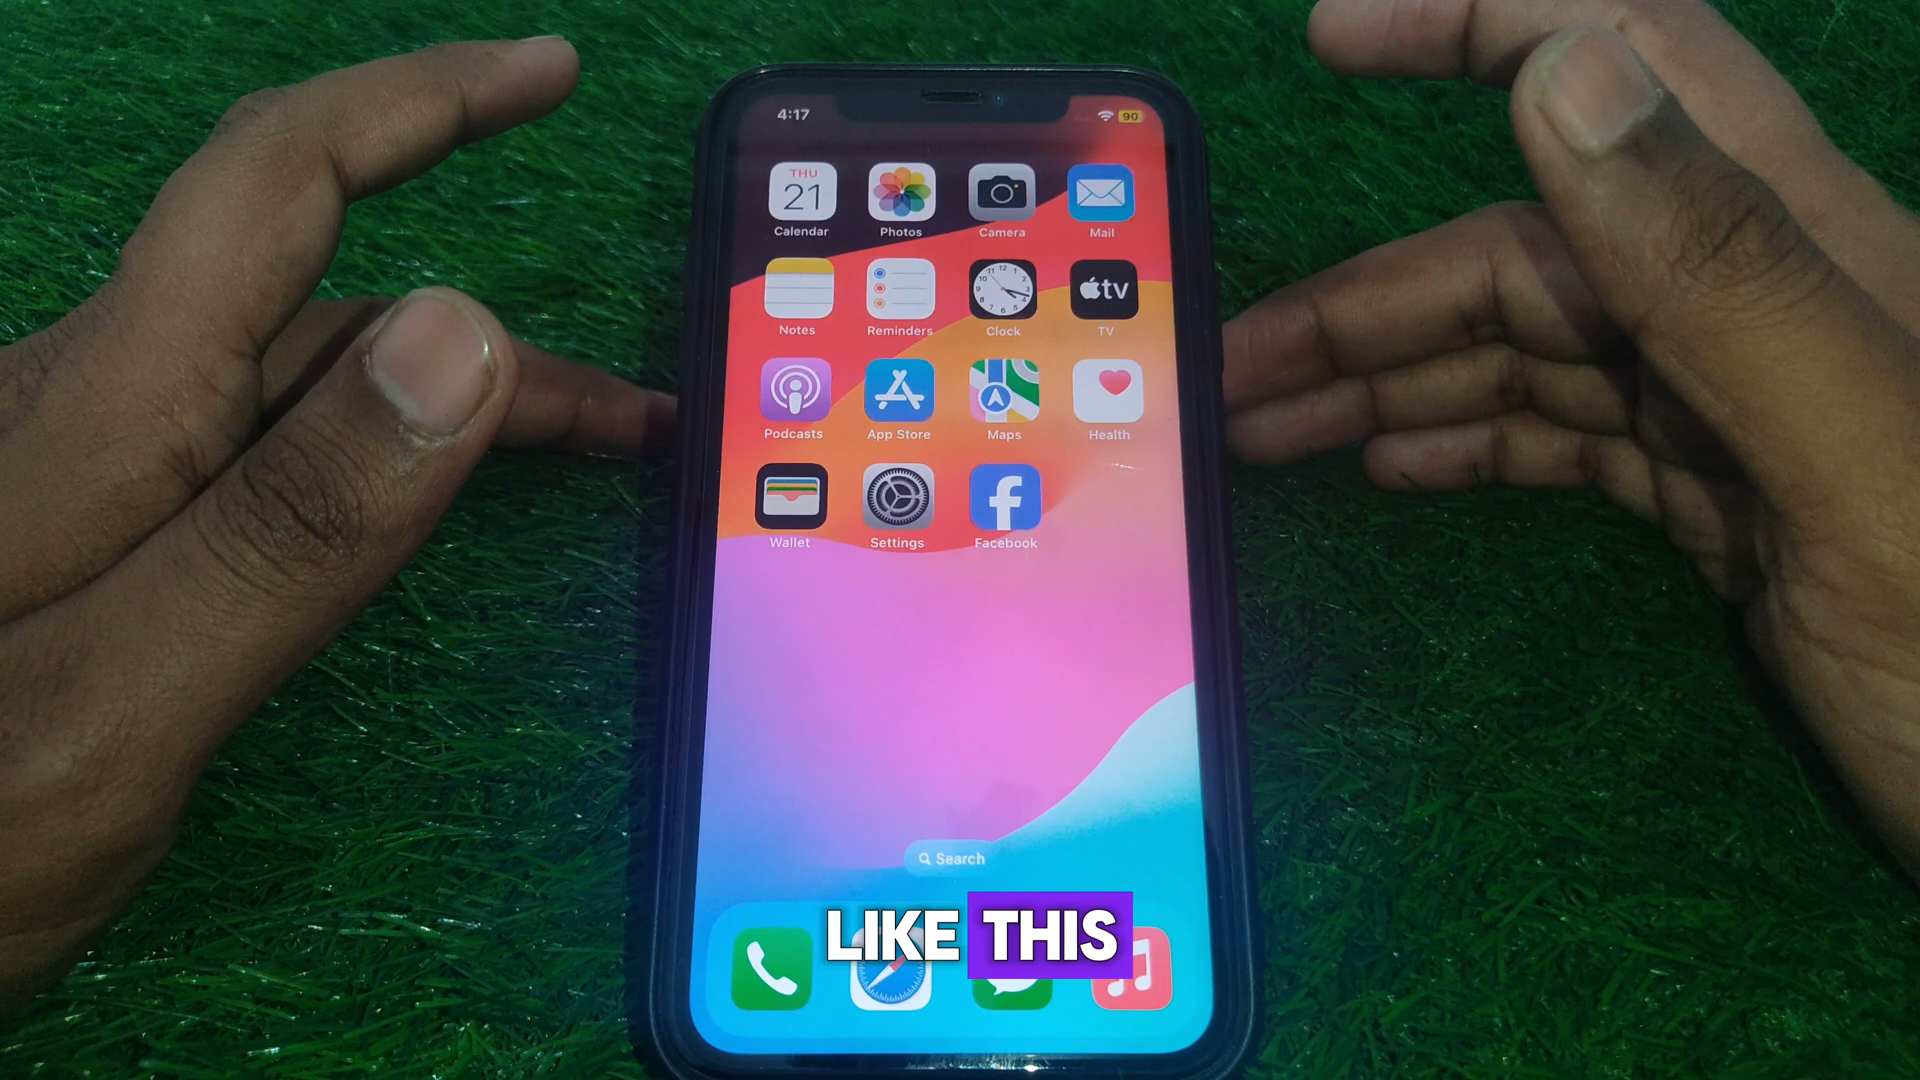 4:17
90
THU
21
Calendar
Photos
Camera
Mail
Notes
Reminders
12
tv
Clock
TV
Podcasts
App Store
Maps
Health
Wallet
Settings
f
Facebook
Search
LIKE THIS